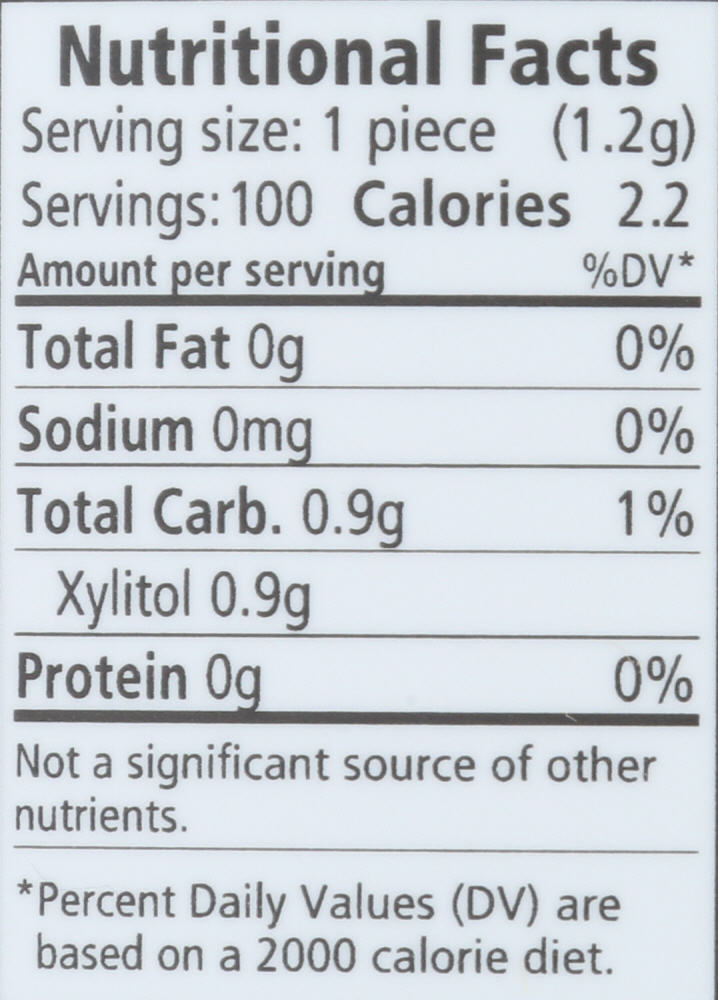 Nutritional Facts
Serving size: 1 piece (1.2g)
Servings: 100 Calories 2.2
Amount per serving %DV*
Total Fat 0g 0%
Sodium 0mg 0%
Total Carb. 0.9g 1%
Xylitol 0.9g
Protein 0g 0%
Not a significant source of other
nutrients.
*Percent Daily Values (DV) are
based on a 2000 calorie diet.